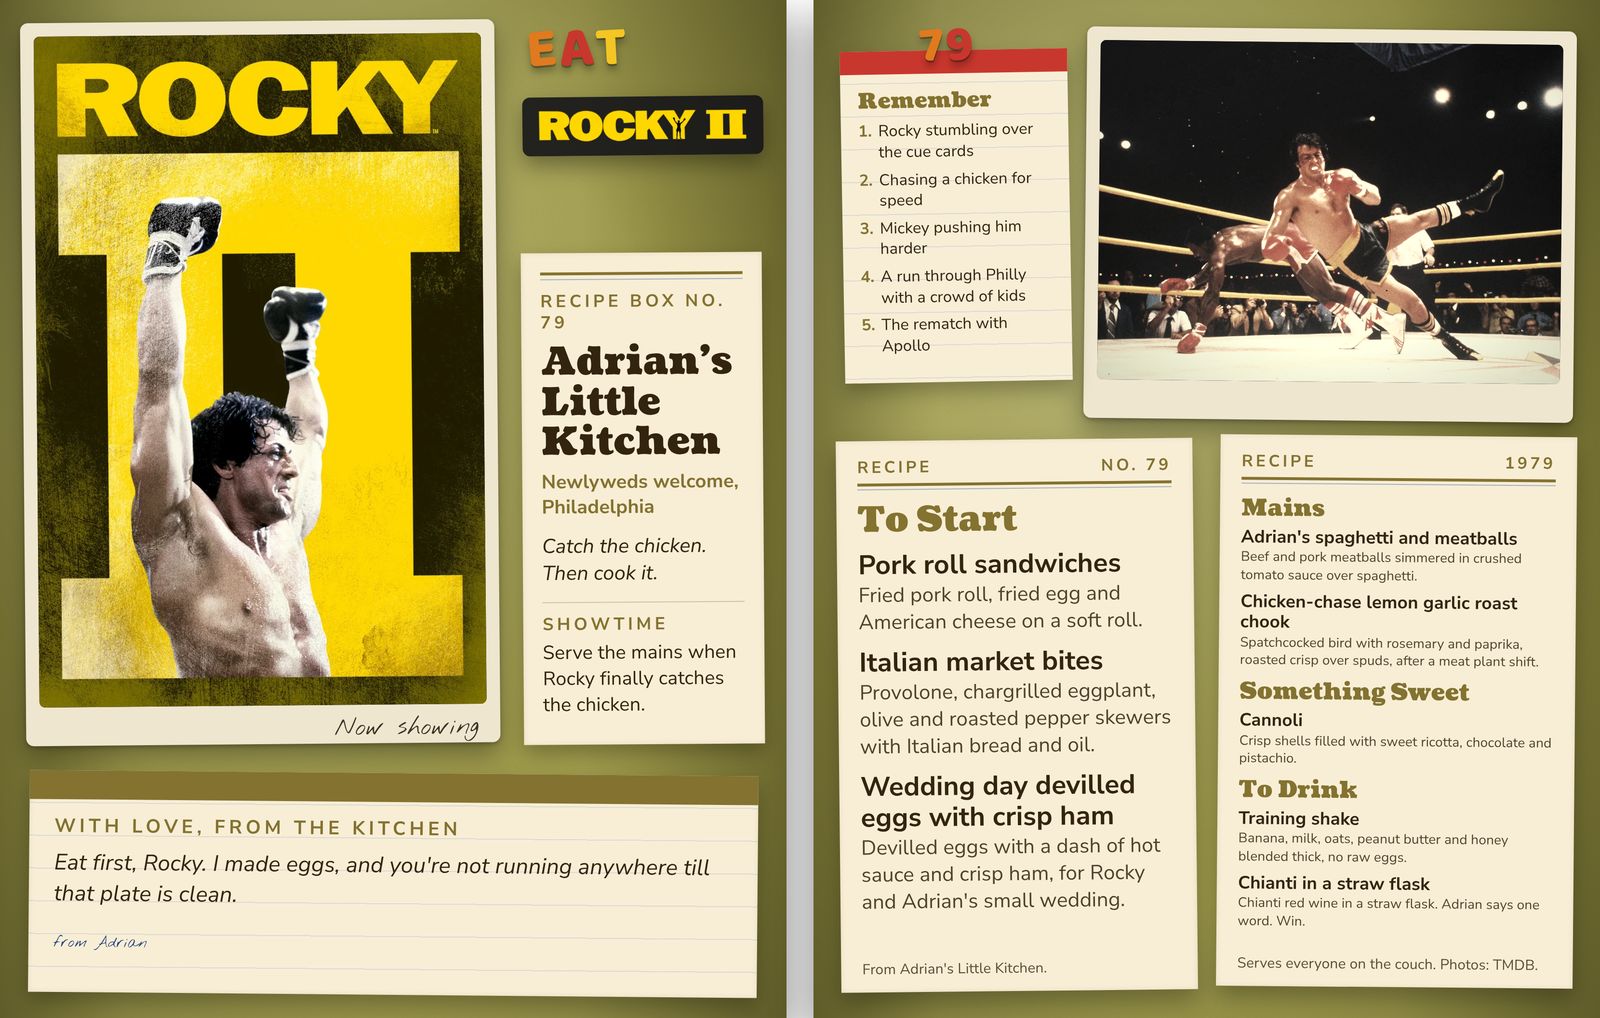 ROCKY
II
TM
Now showing
EAT
ROCKY II
RECIPE BOX NO.
79
Adrian’s
Little
Kitchen
Newlyweds welcome,
Philadelphia
Catch the chicken.
Then cook it.
SHOWTIME
Serve the mains when
Rocky finally catches
the chicken.
WITH LOVE, FROM THE KITCHEN
Eat first, Rocky. I made eggs, and you're not running anywhere till
that plate is clean.
from Adrian
79
Remember
1. Rocky stumbling over
the cue cards
2. Chasing a chicken for
speed
3. Mickey pushing him
harder
4. A run through Philly
with a crowd of kids
5. The rematch with
Apollo
RECIPE NO. 79
To Start
Pork roll sandwiches
Fried pork roll, fried egg and
American cheese on a soft roll.
Italian market bites
Provolone, chargrilled eggplant,
olive and roasted pepper skewers
with Italian bread and oil.
Wedding day devilled
eggs with crisp ham
Devilled eggs with a dash of hot
sauce and crisp ham, for Rocky
and Adrian's small wedding.
From Adrian's Little Kitchen.
RECIPE 1979
Mains
Adrian's spaghetti and meatballs
Beef and pork meatballs simmered in crushed
tomato sauce over spaghetti.
Chicken-chase lemon garlic roast
chook
Spatchcocked bird with rosemary and paprika,
roasted crisp over spuds, after a meat plant shift.
Something Sweet
Cannoli
Crisp shells filled with sweet ricotta, chocolate and
pistachio.
To Drink
Training shake
Banana, milk, oats, peanut butter and honey
blended thick, no raw eggs.
Chianti in a straw flask
Chianti red wine in a straw flask. Adrian says one
word. Win.
Serves everyone on the couch. Photos: TMDB.